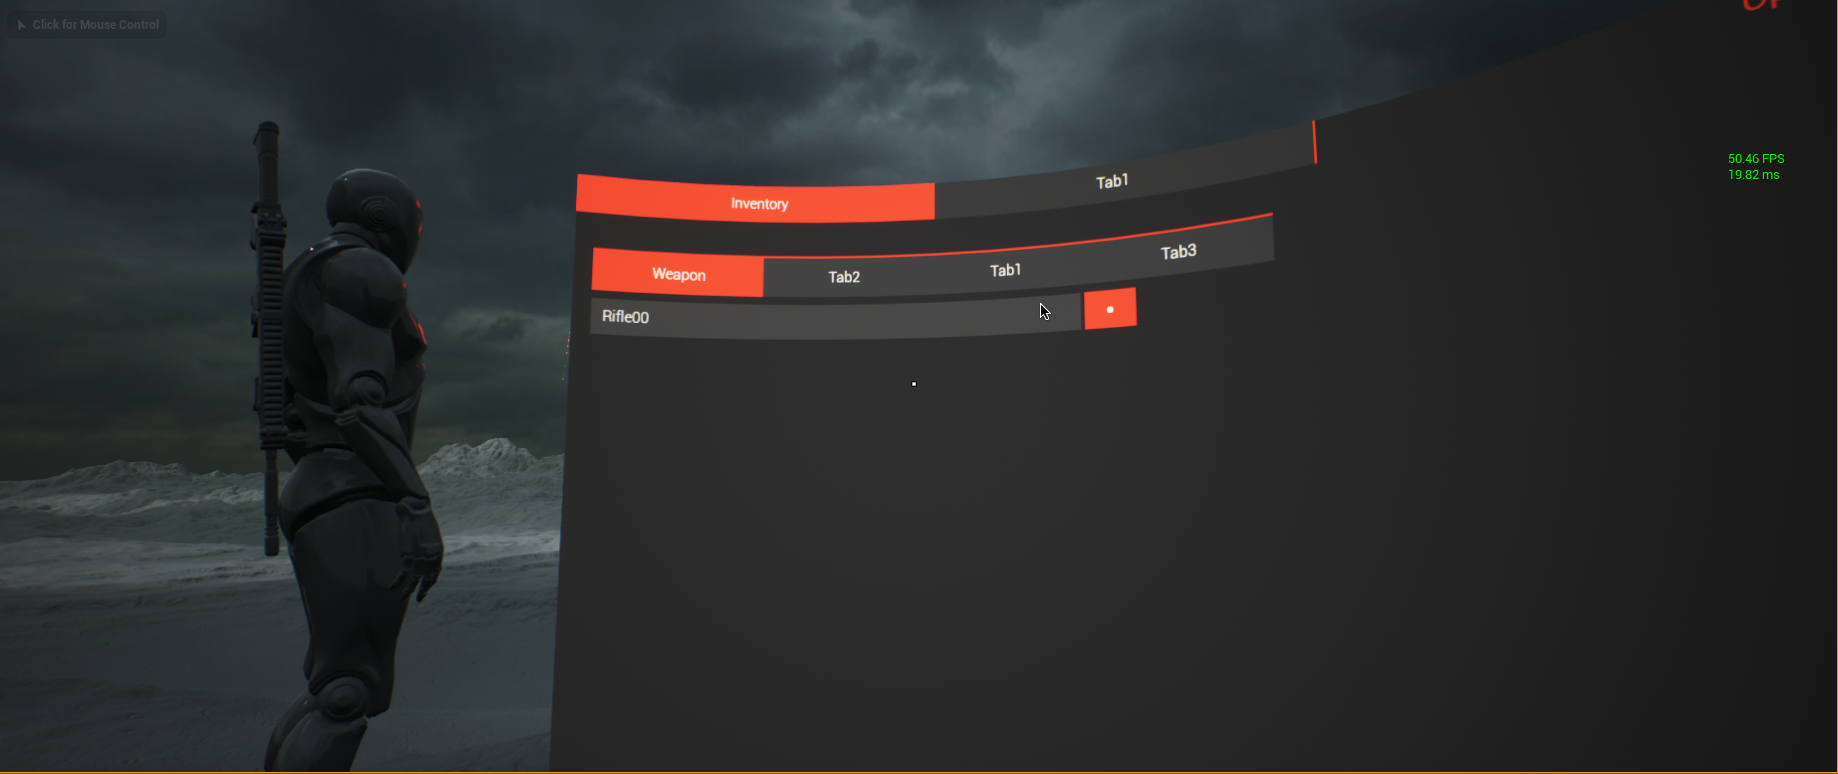 Click for Mouse Control
50.46 FPS
19.82 ms
Inventory
Tab1
Weapon
Tab2
Tab1
Tab3
Rifle00